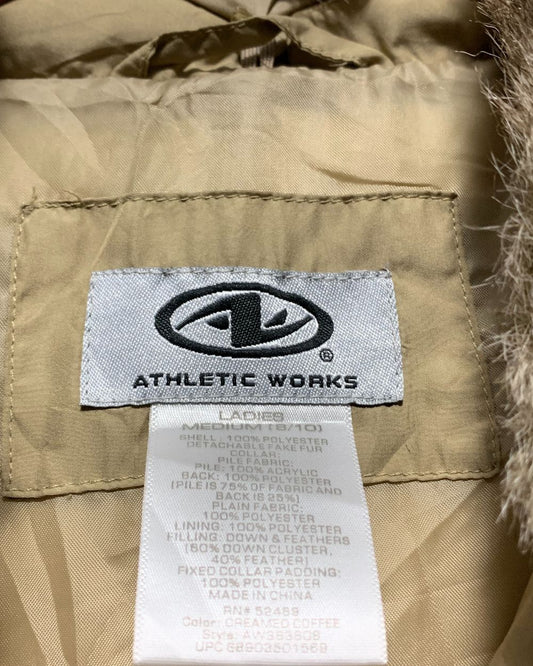 ®
ATHLETIC WORKS
LADIES
MEDIUM (8/10)
SHELL: 100% POLYESTER
DETACHABLE FAKE FUR
COLLAR:
PILE FABRIC:
PILE: 100% ACRYLIC
BACK: 100% POLYESTER
(PILE IS 75% OF FABRIC AND
BACK IS 25%)
PLAIN FABRIC:
100% POLYESTER
LINING: 100% POLYESTER
FILLING: DOWN & FEATHERS
(60% DOWN CLUSTER,
40% FEATHER)
FIXED COLLAR PADDING:
100% POLYESTER
MADE IN CHINA
RN# 52469
Color: CREAMED COFFEE
Style:
UPC